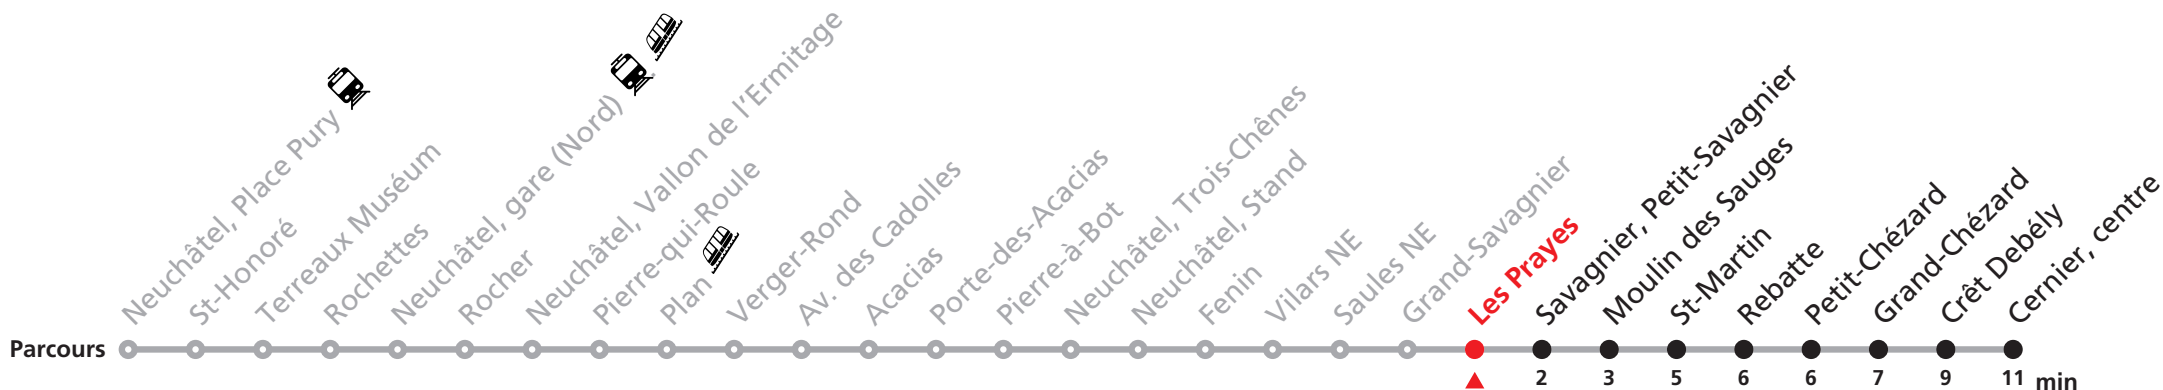 Neuchâtel, Place Pury
St-Honoré
Terreaux Muséum
Rochettes
Neuchâtel, gare (Nord)
Rocher
Neuchâtel, Vallon de l'Ermitage
Pierre-qui-Roule
Plan
Verger-Rond
Av. des Cadolles
Acacias
Porte-des-Acacias
Pierre-à-Bot
Neuchâtel, Trois-Chênes
Neuchâtel, Stand
Fenin
Vilars NE
Saules NE
Grand-Savagnier
Les Prayes
Savagnier, Petit-Savagnier
Moulin des Sauges
St-Martin
Rebatte
Petit-Chézard
Grand-Chézard
Crêt Debély
Cernier, centre
Parcours
2 3 5 6 6 7 9 11 min